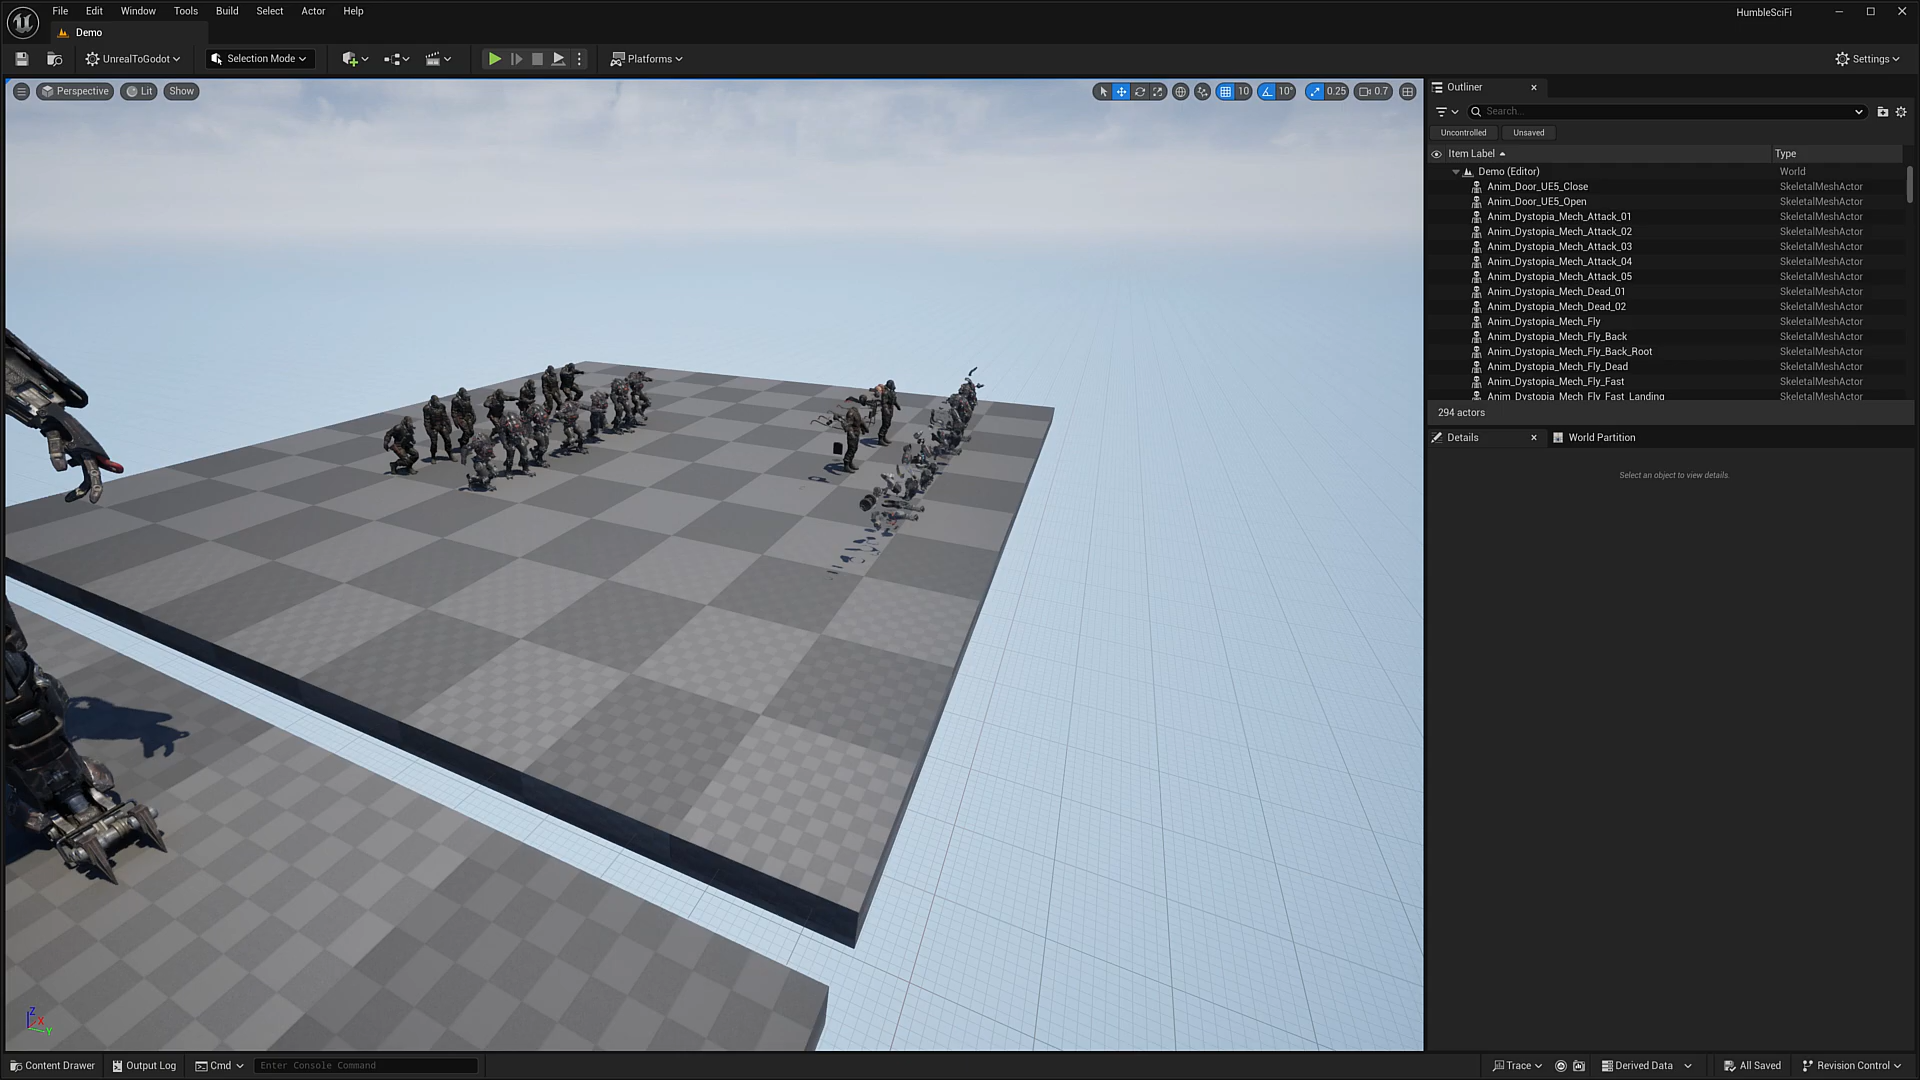 File Edit Window Tools Build Select Actor Help
HumbleSciFi
Demo
UnrealToGodot
Selection Mode
Platforms
Settings
Perspective
Lit
Show
10
10°
0.25
0.7
Outliner
Search...
Uncontrolled
Unsaved
Item Label
Type
Demo (Editor) World
Anim_Door_UE5_Close SkeletalMeshActor
Anim_Door_UE5_Open SkeletalMeshActor
Anim_Dystopia_Mech_Attack_01 SkeletalMeshActor
Anim_Dystopia_Mech_Attack_02 SkeletalMeshActor
Anim_Dystopia_Mech_Attack_03 SkeletalMeshActor
Anim_Dystopia_Mech_Attack_04 SkeletalMeshActor
Anim_Dystopia_Mech_Attack_05 SkeletalMeshActor
Anim_Dystopia_Mech_Dead_01 SkeletalMeshActor
Anim_Dystopia_Mech_Dead_02 SkeletalMeshActor
Anim_Dystopia_Mech_Fly SkeletalMeshActor
Anim_Dystopia_Mech_Fly_Back SkeletalMeshActor
Anim_Dystopia_Mech_Fly_Back_Root SkeletalMeshActor
Anim_Dystopia_Mech_Fly_Dead SkeletalMeshActor
Anim_Dystopia_Mech_Fly_Fast SkeletalMeshActor
Anim_Dystopia_Mech_Fly_Fast_Landing SkeletalMeshActor
294 actors
Details
World Partition
Select an object to view details.
Z
X
Y
Content Drawer
Output Log
Cmd
Enter Console Command
Trace
Derived Data
All Saved
Revision Control